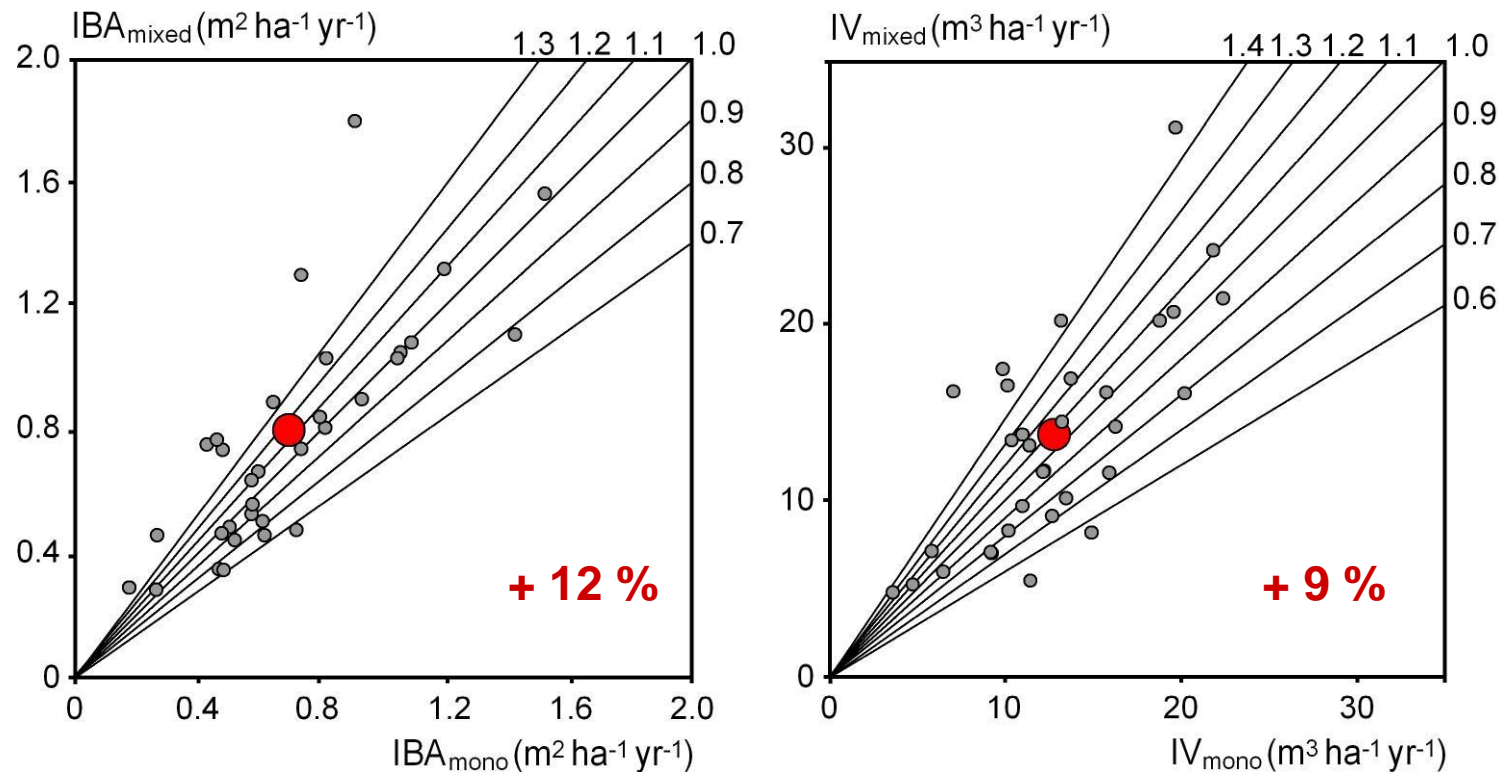 IBAmixed (m2 ha-1 yr-1)
1.3 1.2 1.1 1.0
2.0
1.6
1.2
0.8
0.4
0
0.9
0.8
0.7
+ 12 %
0 0.4 0.8 1.2 1.6 2.0
IBAmono (m2 ha-1 yr-1)
IVmixed (m3 ha-1 yr-1)
1.4 1.3 1.2 1.1 1.0
30
20
10
0
0.9
0.8
0.7
0.6
+ 9 %
0 10 20 30
IVmono (m3 ha-1 yr-1)